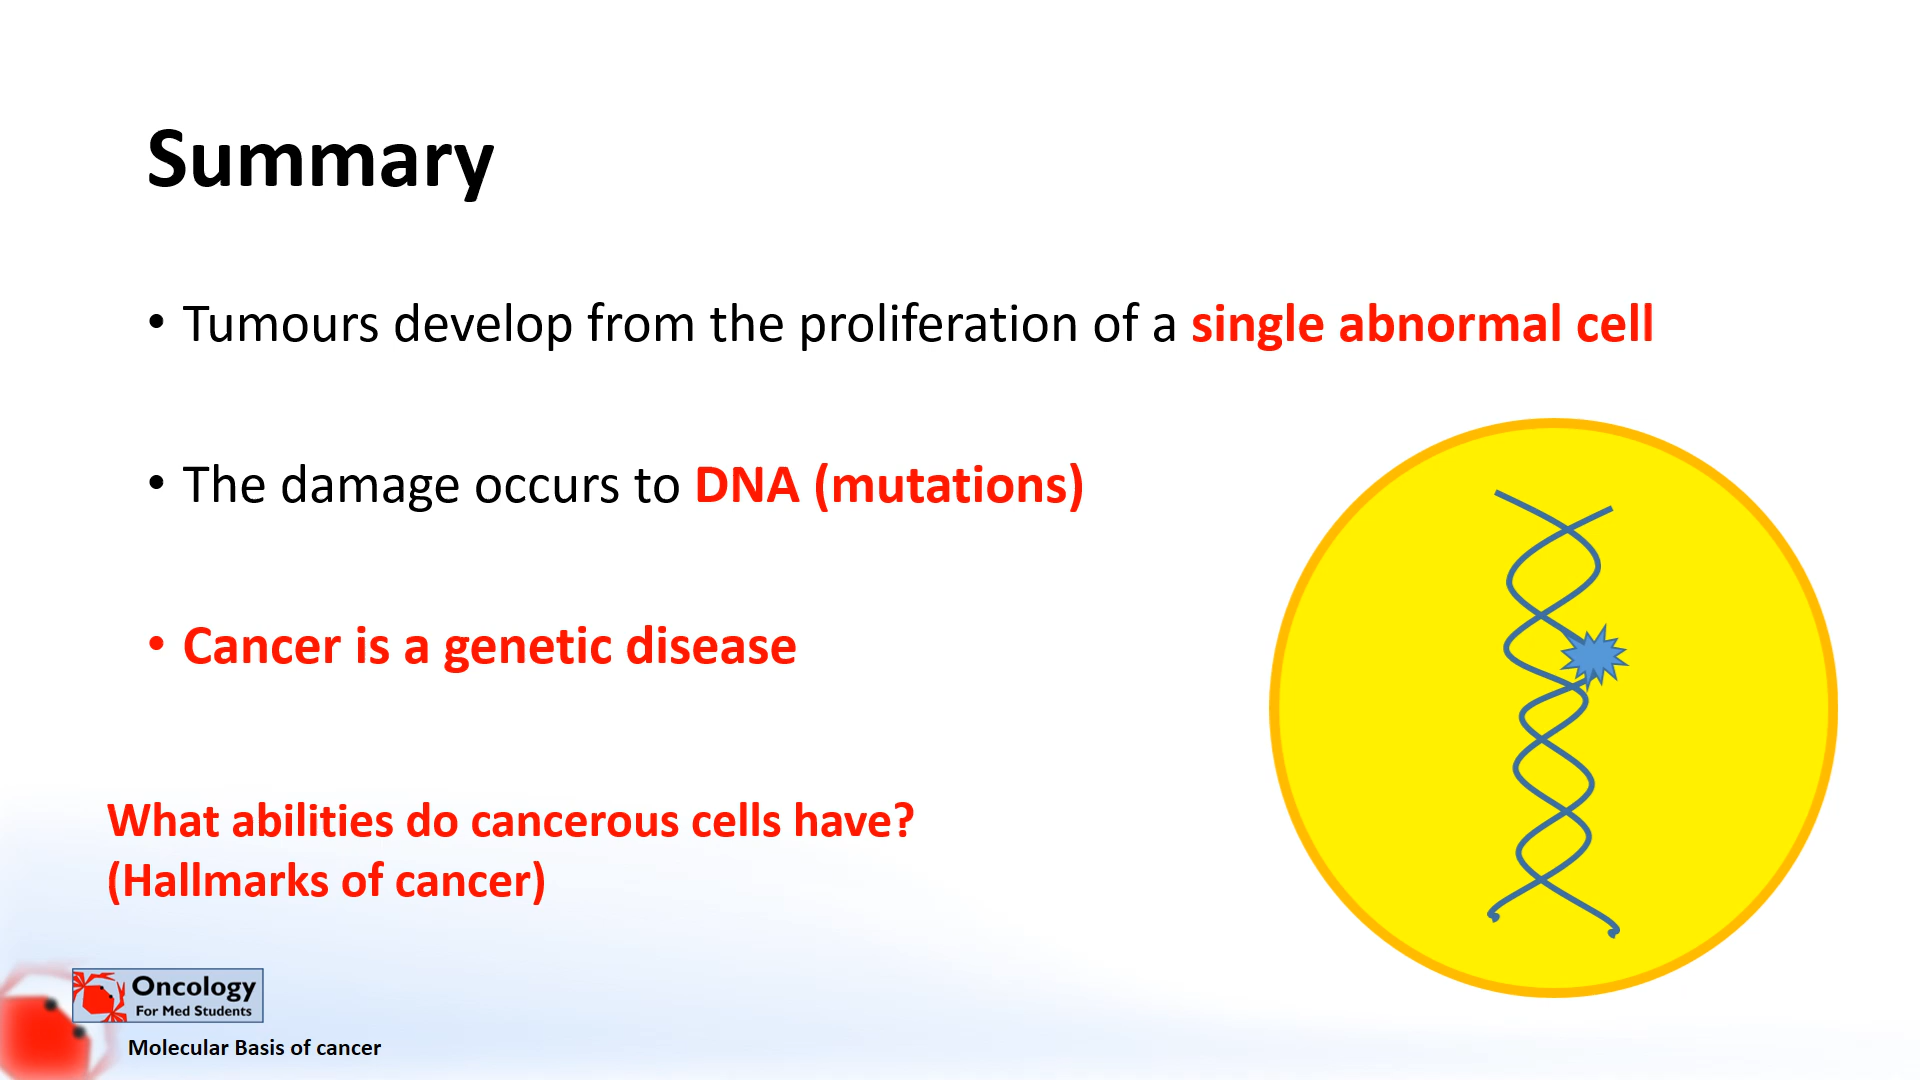 Summary
• Tumours develop from the proliferation of a single abnormal cell
• The damage occurs to DNA (mutations)
• Cancer is a genetic disease
What abilities do cancerous cells have?
(Hallmarks of cancer)
Oncology
For Med Students
Molecular Basis of cancer